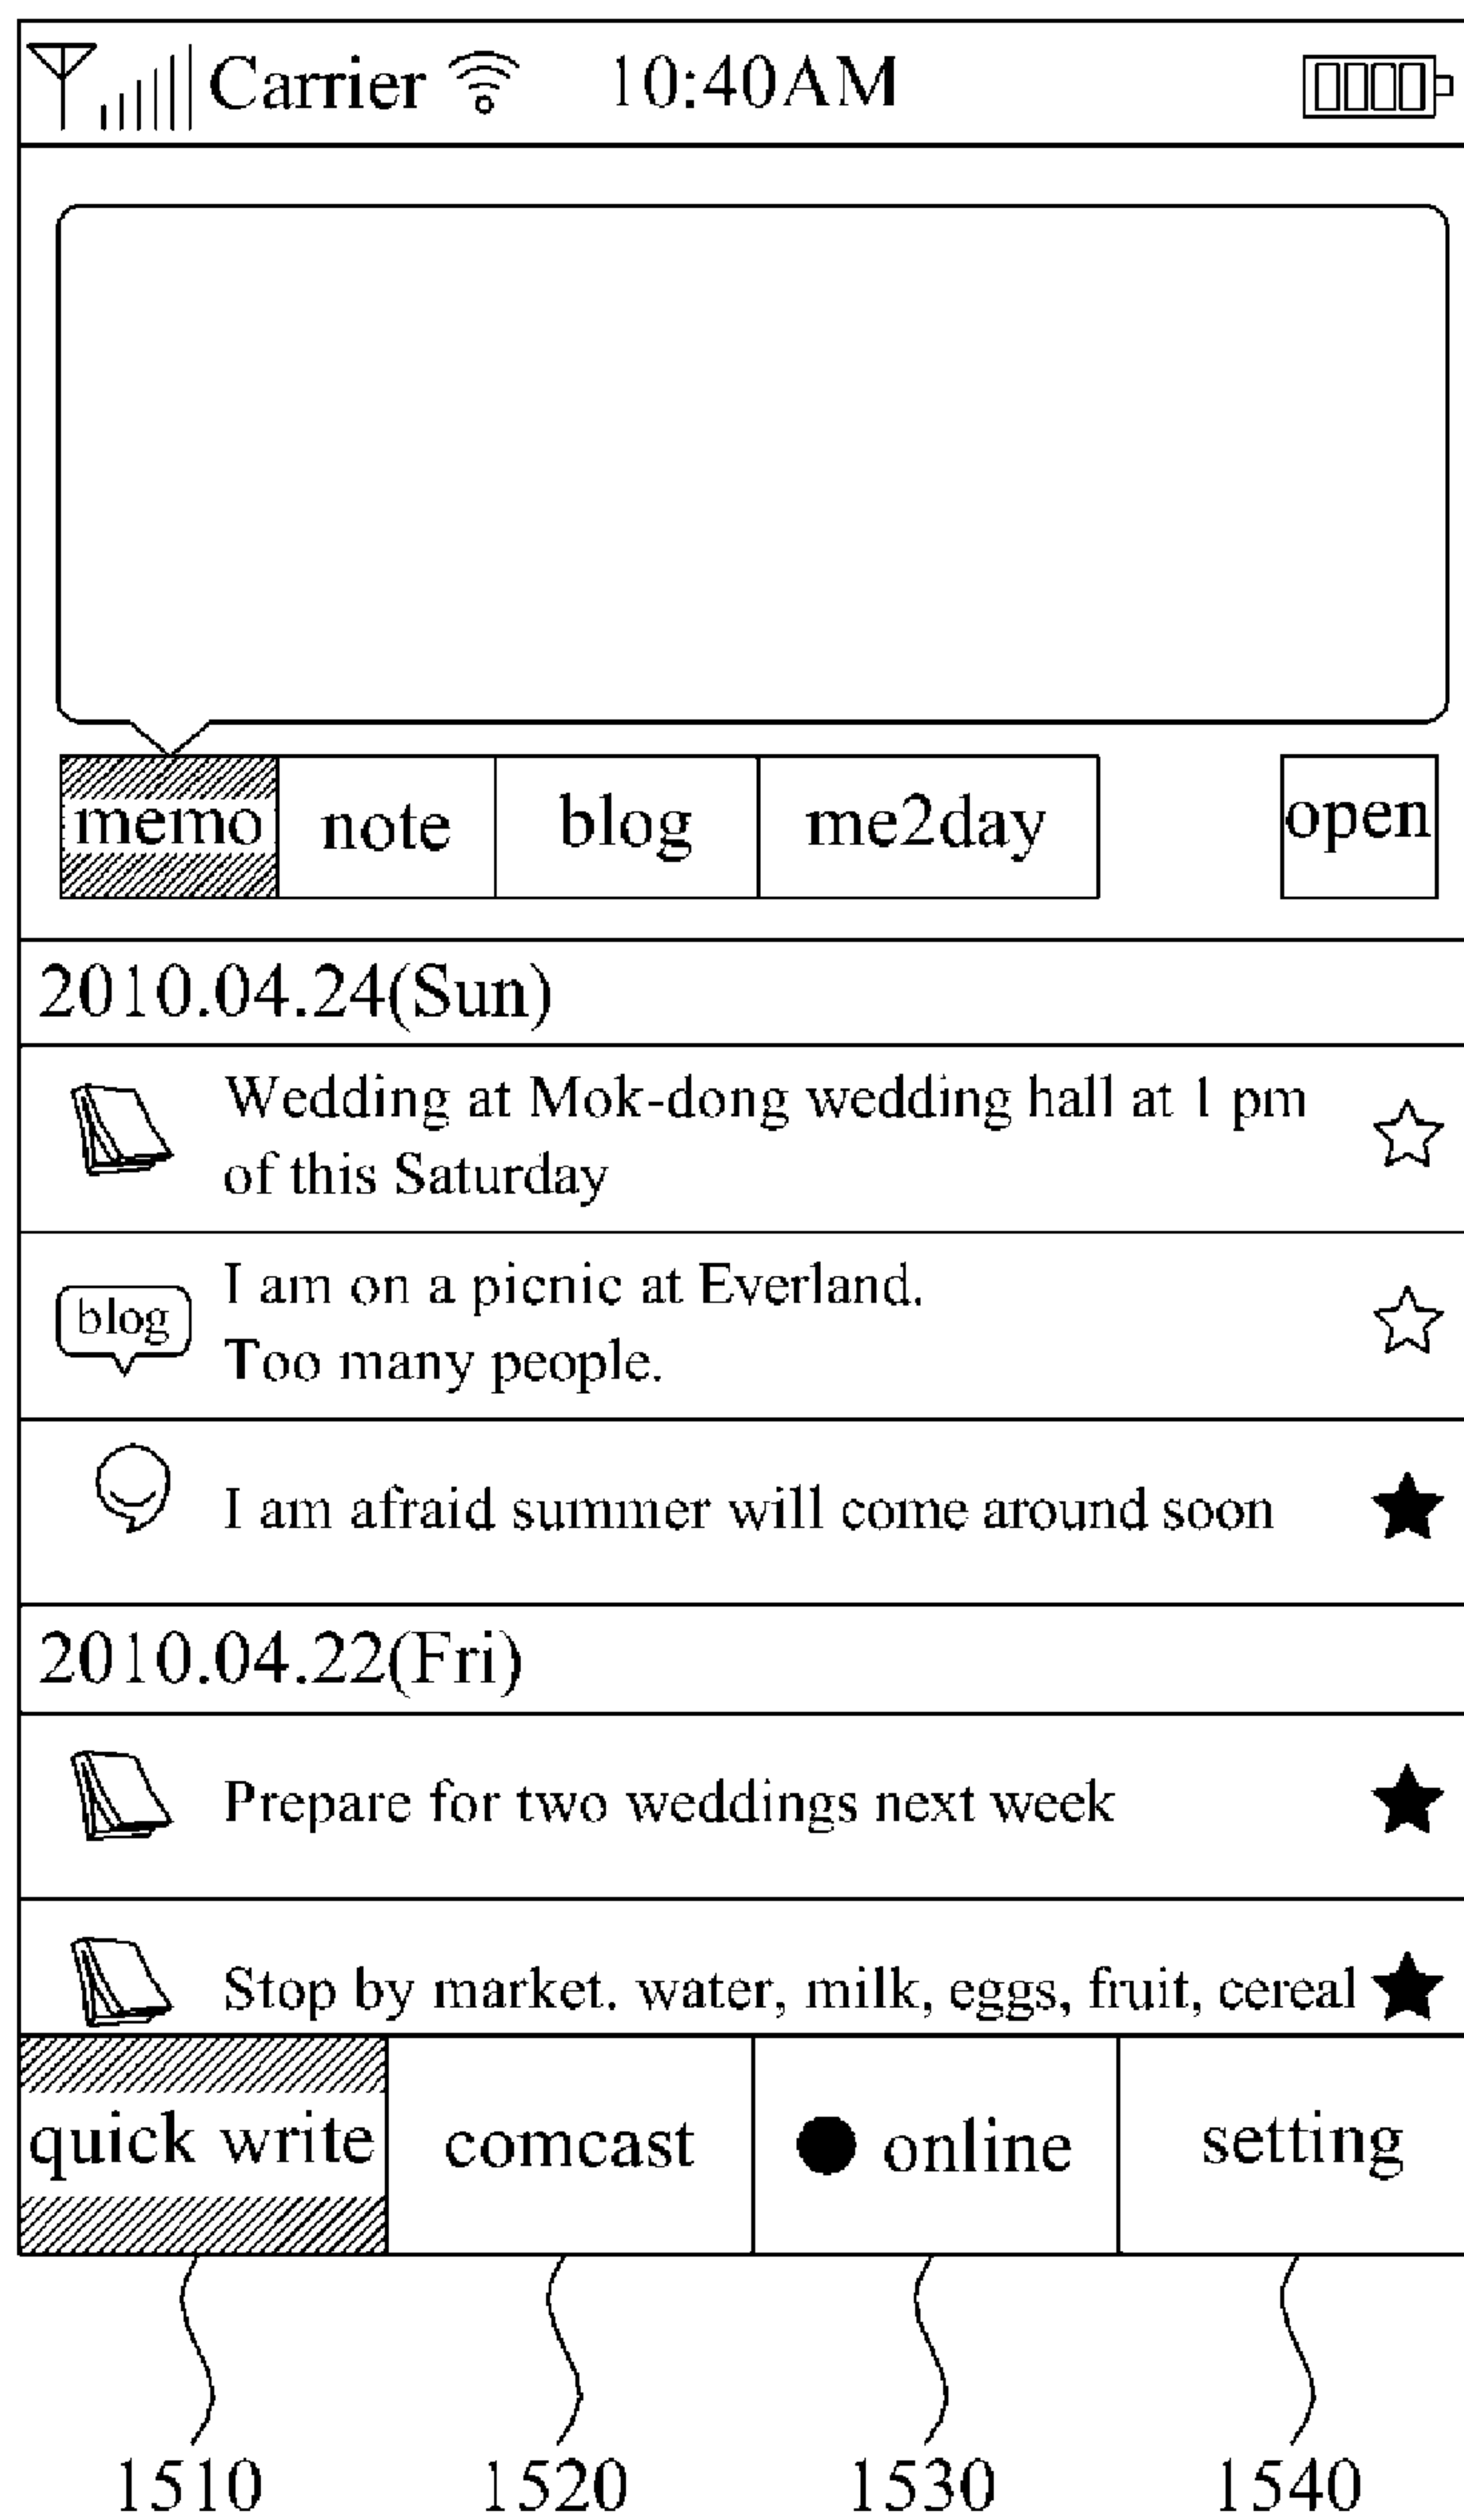 Carrier 10:40AM
memo note blog me2day open
2010.04.24(Sun)
Wedding at Mok-dong wedding hall at 1 pm
of this Saturday
blog
I am on a picnic at Everland.
Too many people.
I am afraid summer will come around soon
2010.04.22(Fri)
Prepare for two weddings next week
Stop by market. water, milk, eggs, fruit, cereal
quick write comcast online setting
1510 1520 1530 1540